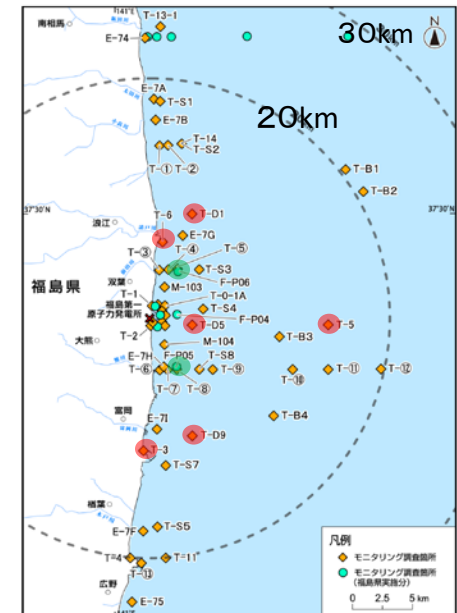 141°E
T-13-1
南相馬
E-74
30km
N
E-7A
T-S1
E-7B
20km
T-14
T-S2
T-① T-②
T-B1
T-B2
37°30'N
37°30'N
T-6
T-D1
浪江
E-7G
T-③ T-④ T-⑤
T-S3
F-P06
福島県
双葉
M-103
T-1
T-0-1A
福島第一
原子力発電所
T-S4
F-P04
T-2
T-D5
T-5
大熊
M-104
T-B3
E-7H
F-P05
T-S8
T-⑥
T-⑨
T-⑩
T-⑪
T-⑫
T-⑦ T-⑧
富岡
E-7I
T-B4
T-D9
T-3
T-S7
楢葉
E-7F
T-S5
T-4
T-11
T-⑬
広野
E-75
凡例
モニタリング調査箇所
モニタリング調査箇所
(福島県実施分)
0 2.5 5 km